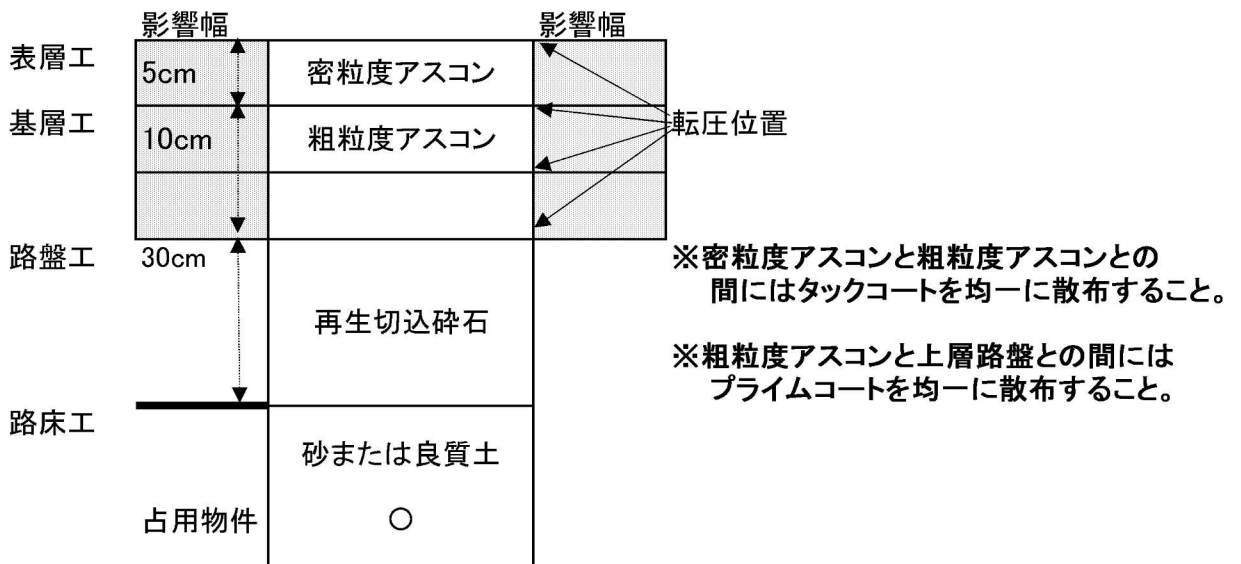 影響幅
影響幅
表層工
5cm
密粒度アスコン
基層工
10cm
粗粒度アスコン
転圧位置
路盤工
30cm
再生切込砕石
※密粒度アスコンと粗粒度アスコンとの
間にはタックコートを均一に散布すること。
※粗粒度アスコンと上層路盤との間には
プライムコートを均一に散布すること。
路床工
砂または良質土
占用物件